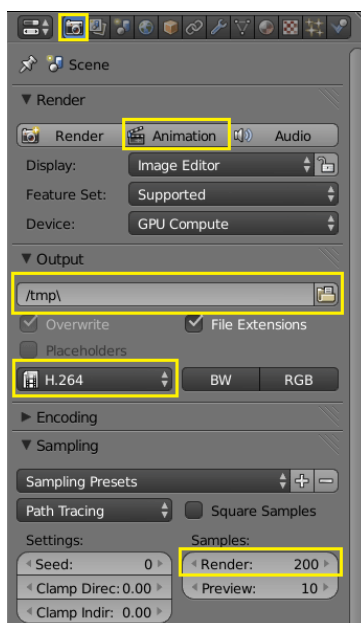 Scene
Render
Render Animation Audio
Display: Image Editor
Feature Set: Supported
Device: GPU Compute
Output
/tmp\
Overwrite File Extensions
Placeholders
H.264 BW RGB
Encoding
Sampling
Sampling Presets
Path Tracing Square Samples
Settings: Samples:
Seed: 0 Render: 200
Clamp Direc: 0.00 Preview: 10
Clamp Indir: 0.00